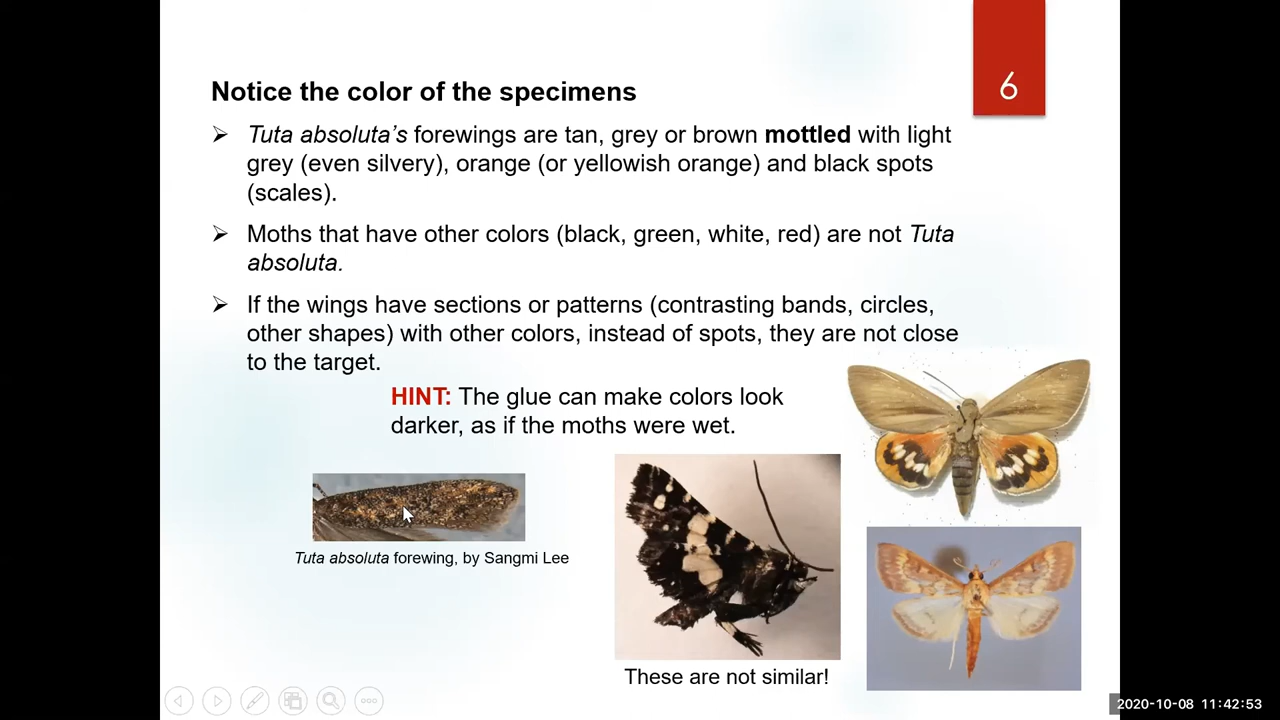 6
Notice the color of the specimens
➢ Tuta absoluta’s forewings are tan, grey or brown mottled with light
grey (even silvery), orange (or yellowish orange) and black spots
(scales).
➢ Moths that have other colors (black, green, white, red) are not Tuta
absoluta.
➢ If the wings have sections or patterns (contrasting bands, circles,
other shapes) with other colors, instead of spots, they are not close
to the target.
HINT: The glue can make colors look
darker, as if the moths were wet.
Tuta absoluta forewing, by Sangmi Lee
These are not similar!
2020-10-08 11:42:53